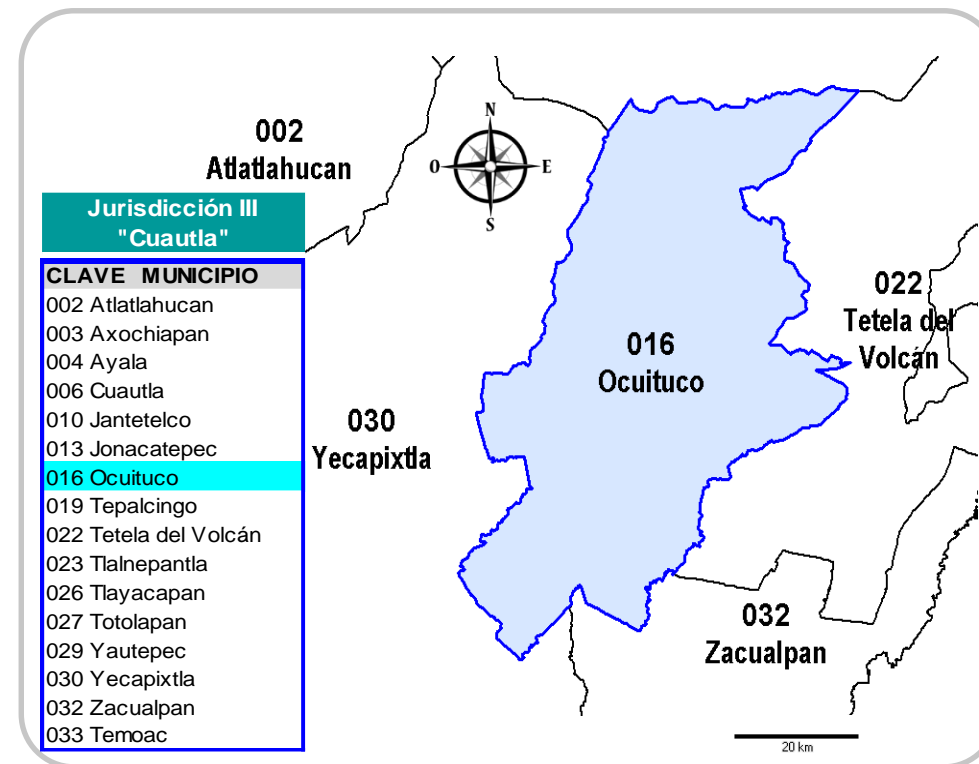 002
Atlatlahucan
N
O
E
S
Jurisdicción III
"Cuautla"
CLAVE MUNICIPIO
002 Atlatlahucan
003 Axochiapan
004 Ayala
006 Cuautla
010 Jantetelco
013 Jonacatepec
016 Ocuituco
019 Tepalcingo
022 Tetela del Volcán
023 Tlalnepantla
026 Tlayacapan
027 Totolapan
029 Yautepec
030 Yecapixtla
032 Zacualpan
033 Temoac
016
Ocuituco
022
Tetela del
Volcán
030
Yecapixtla
032
Zacualpan
20 km